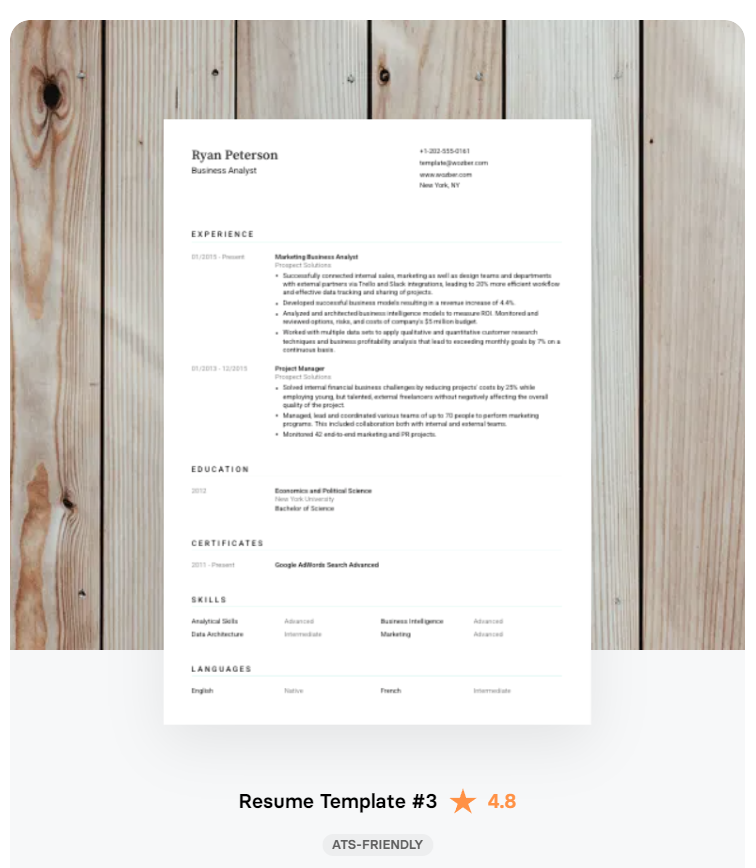 Ryan Peterson
Business Analyst
+1-202-555-0161
template@wozber.com
www.wozber.com
New York, NY
EXPERIENCE
01/2015 - Present
Marketing Business Analyst
Prospect Solutions
• Successfully connected internal sales, marketing as well as design teams and departments
with external partners via Trello and Slack integrations, leading to 20% more efficient workflow
and effective data tracking and sharing of projects.
• Developed successful business models resulting in a revenue increase of 4.4%.
• Analyzed and architected business intelligence models to measure ROI. Monitored and
reviewed options, risks, and costs of company's $5 million budget.
• Worked with multiple data sets to apply qualitative and quantitative customer research
techniques and business profitability analysis that lead to exceeding monthly goals by 7% on a
continuous basis.
01/2013 - 12/2015
Project Manager
Prospect Solutions
• Solved internal financial business challenges by reducing projects' costs by 25% while
employing young, but talented, external freelancers without negatively affecting the overall
quality of the project.
• Managed, lead and coordinated various teams of up to 70 people to perform marketing
programs. This included collaboration both with internal and external teams.
• Monitored 42 end-to-end marketing and PR projects.
EDUCATION
2012
Economics and Political Science
New York University
Bachelor of Science
CERTIFICATES
2011 - Present
Google AdWords Search Advanced
SKILLS
Analytical Skills Advanced Business Intelligence Advanced
Data Architecture Intermediate Marketing Advanced
LANGUAGES
English Native French Intermediate
Resume Template #3 ★ 4.8
ATS-FRIENDLY